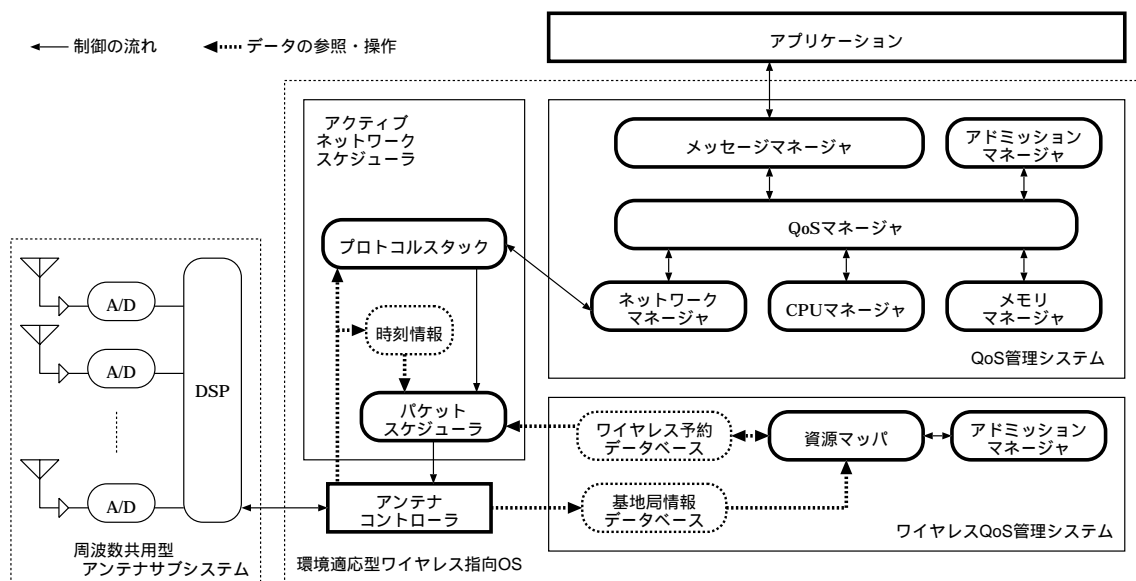 アプリケーション
制御の流れ
データの参照・操作
アクティブ
ネットワーク
スケジューラ
メッセージマネージャ
アドミッション
マネージャ
QoSマネージャ
プロトコルスタック
ネットワーク
マネージャ
CPUマネージャ
メモリ
マネージャ
QoS管理システム
A/D
A/D
A/D
DSP
時刻情報
パケット
スケジューラ
ワイヤレス予約
データベース
資源マッパ
アドミッション
マネージャ
アンテナ
コントローラ
基地局情報
データベース
ワイヤレスQoS管理システム
周波数共用型
アンテナサブシステム
環境適応型ワイヤレス指向OS